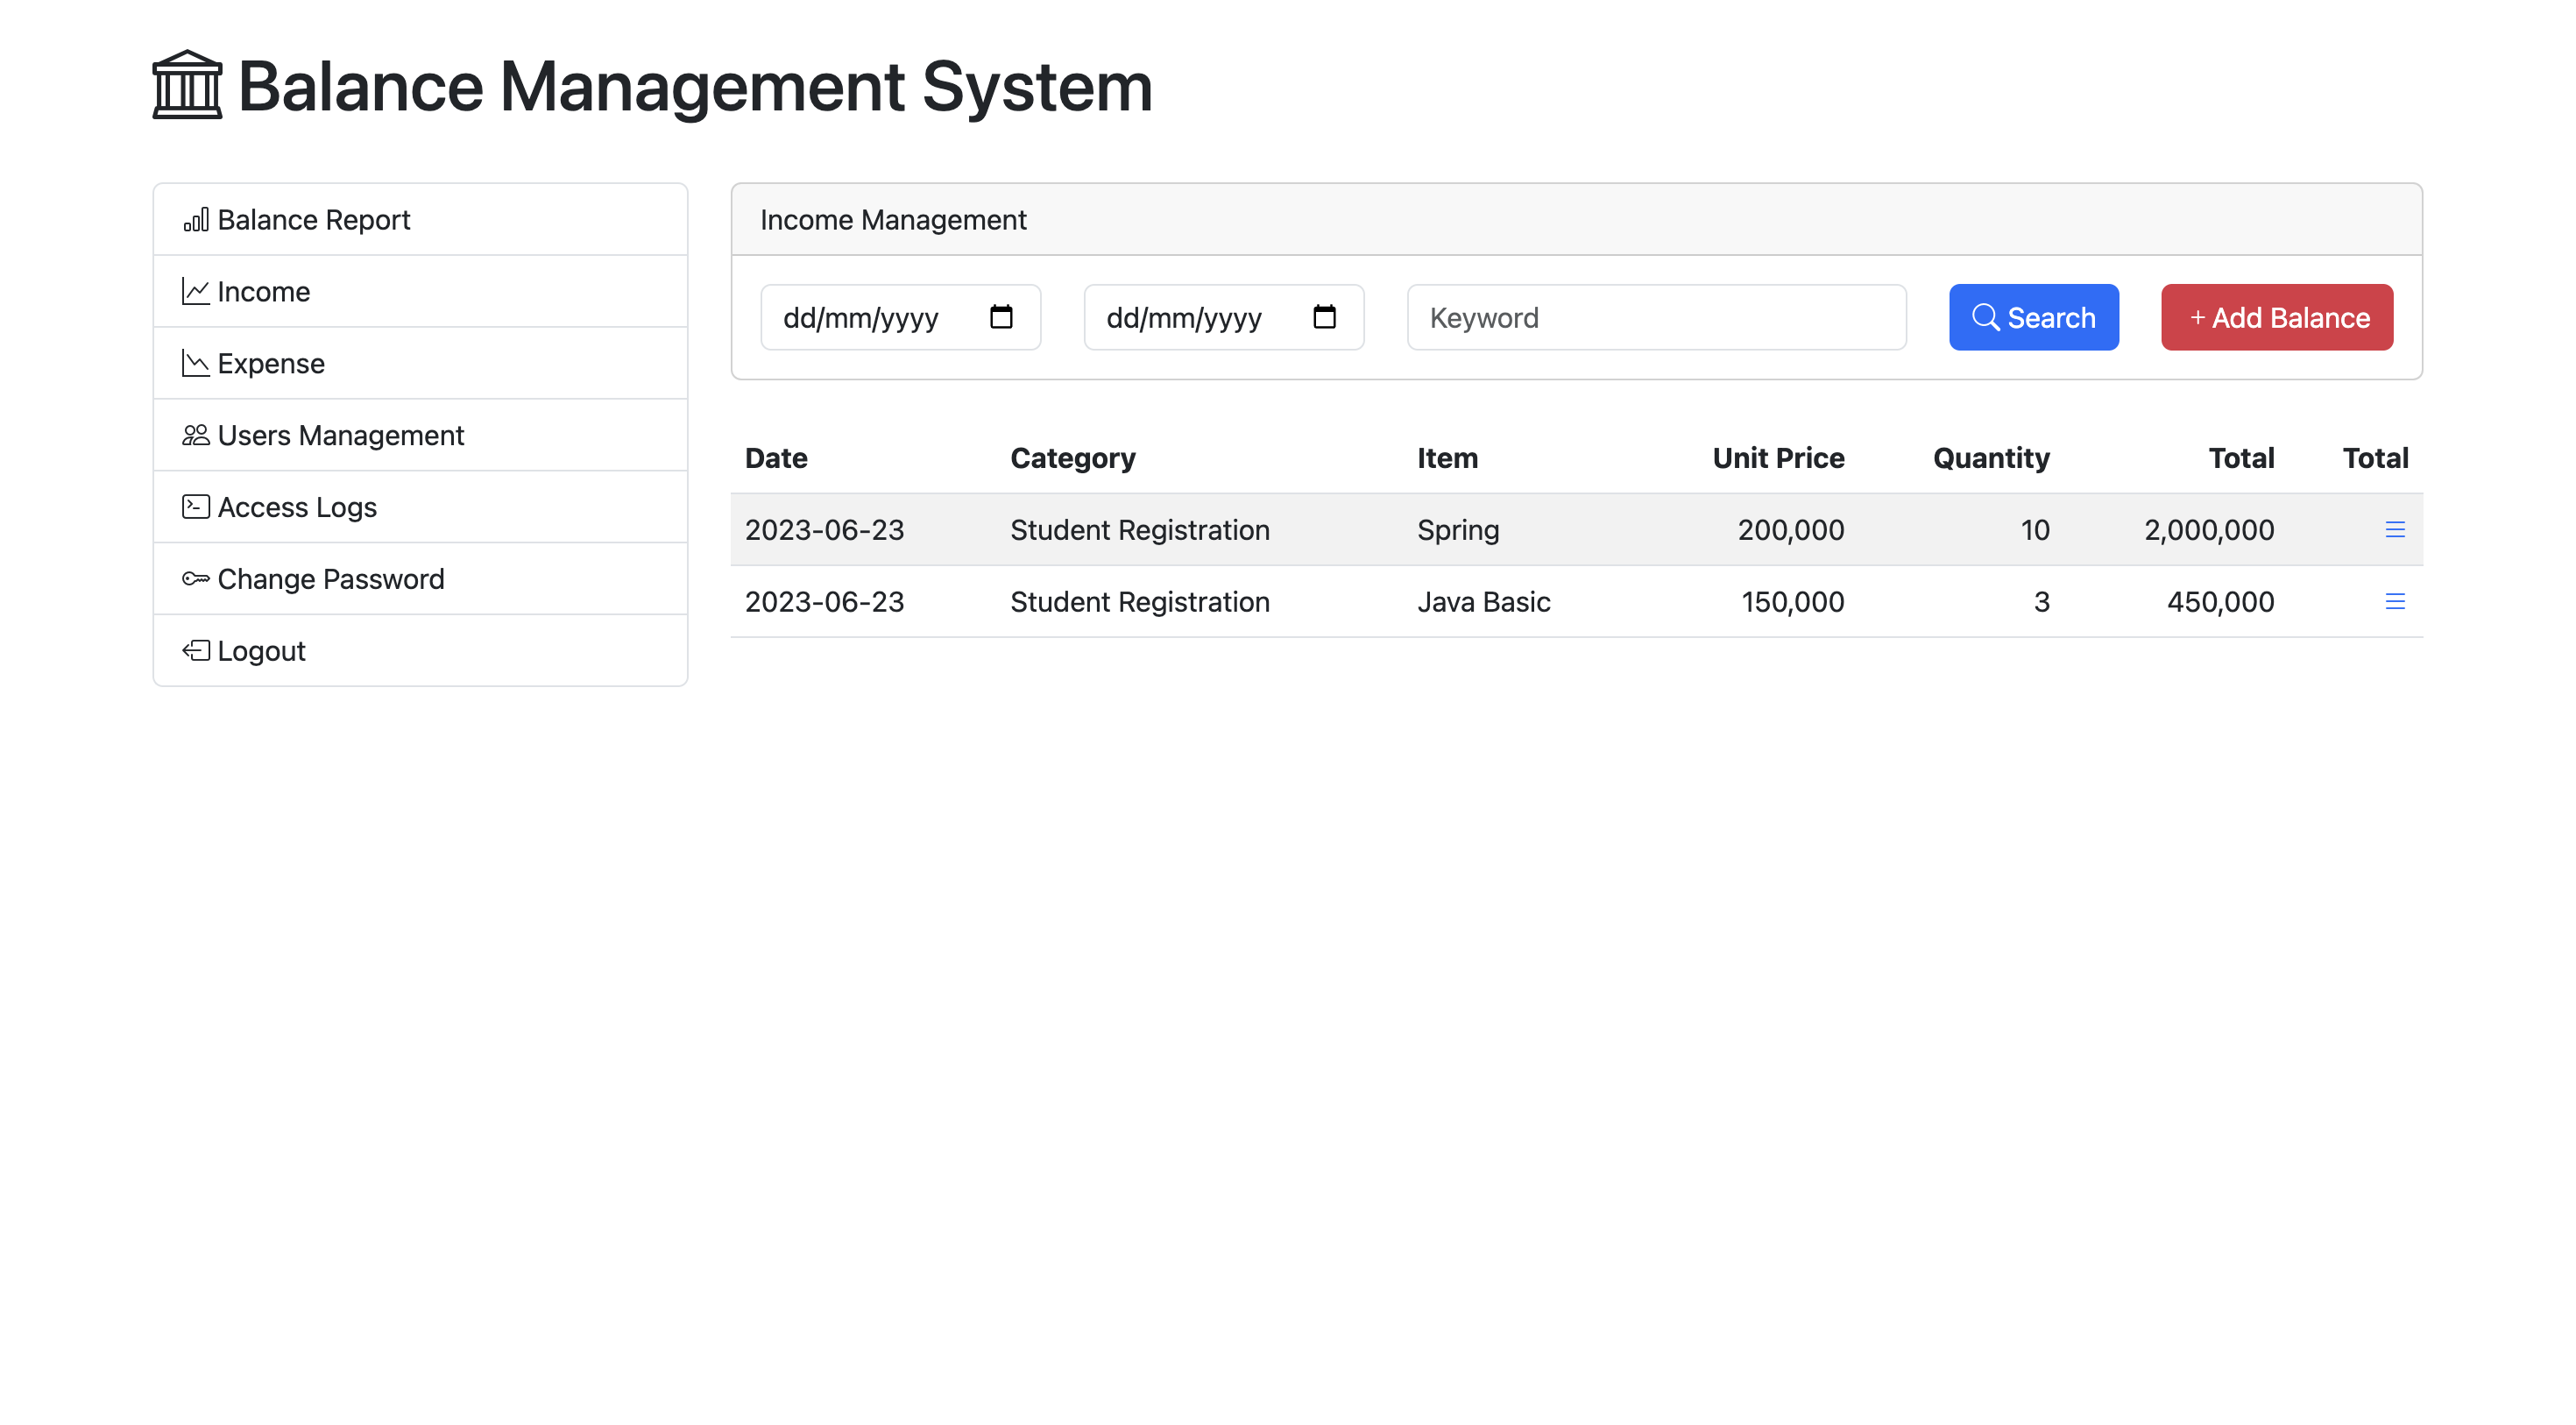 Balance Management System
Balance Report
Income
Expense
Users Management
Access Logs
Change Password
Logout
Income Management
dd/mm/yyyy dd/mm/yyyy Keyword Search + Add Balance
Date Category Item Unit Price Quantity Total Total
2023-06-23 Student Registration Spring 200,000 10 2,000,000
2023-06-23 Student Registration Java Basic 150,000 3 450,000